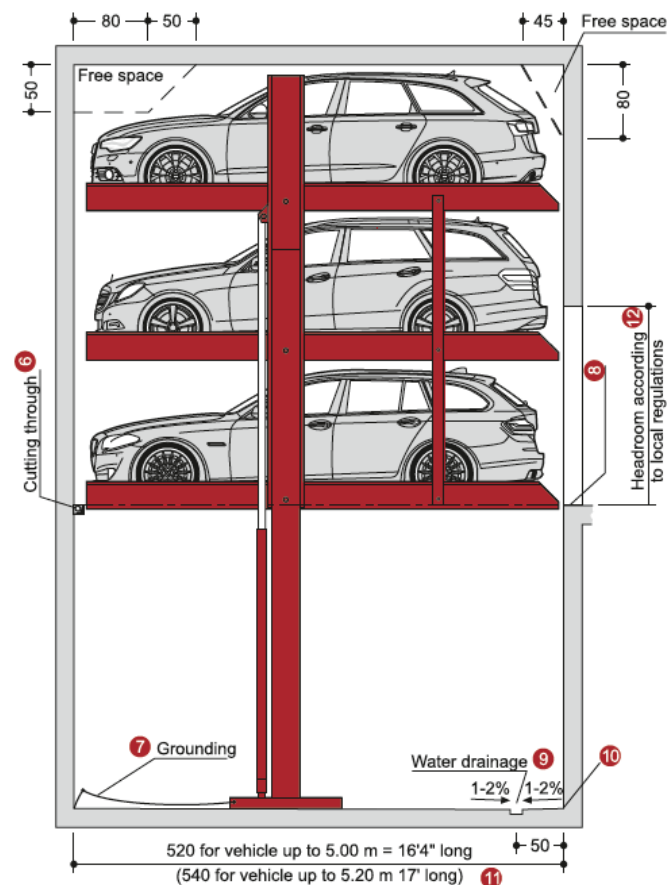 80
50
45
Free space
Free space
50
80
6
Cutting through
12
Headroom according
to local regulations
8
7
Grounding
Water drainage
9
10
1-2%
1-2%
50
520 for vehicle up to 5.00 m = 16'4" long
(540 for vehicle up to 5.20 m 17' long)
11